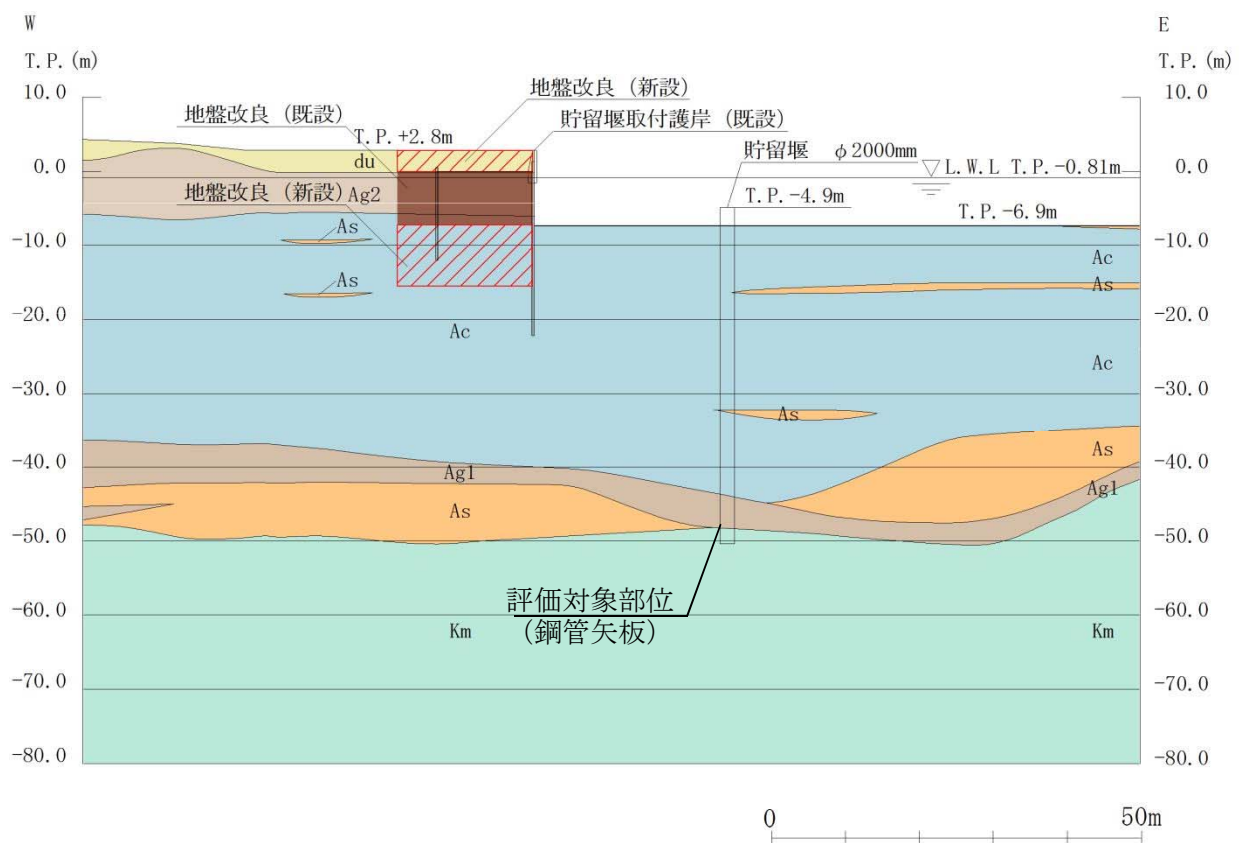 W
E
T.P.(m)
T.P.(m)
10.0
10.0
地盤改良 (新設)
地盤改良 (既設)
貯留堰取付護岸 (既設)
T.P.+2.8m
貯留堰 φ2000mm
du
0.0
L.W.L T.P.-0.81m
0.0
地盤改良 (新設)
Ag2
T.P.-4.9m
T.P.-6.9m
As
-10.0
-10.0
Ac
As
As
-20.0
-20.0
Ac
Ac
-30.0
-30.0
As
As
-40.0
-40.0
Ag1
Ag1
As
-50.0
-50.0
評価対象部位
(鋼管矢板)
-60.0
-60.0
Km
Km
-70.0
-70.0
-80.0
-80.0
0
50m